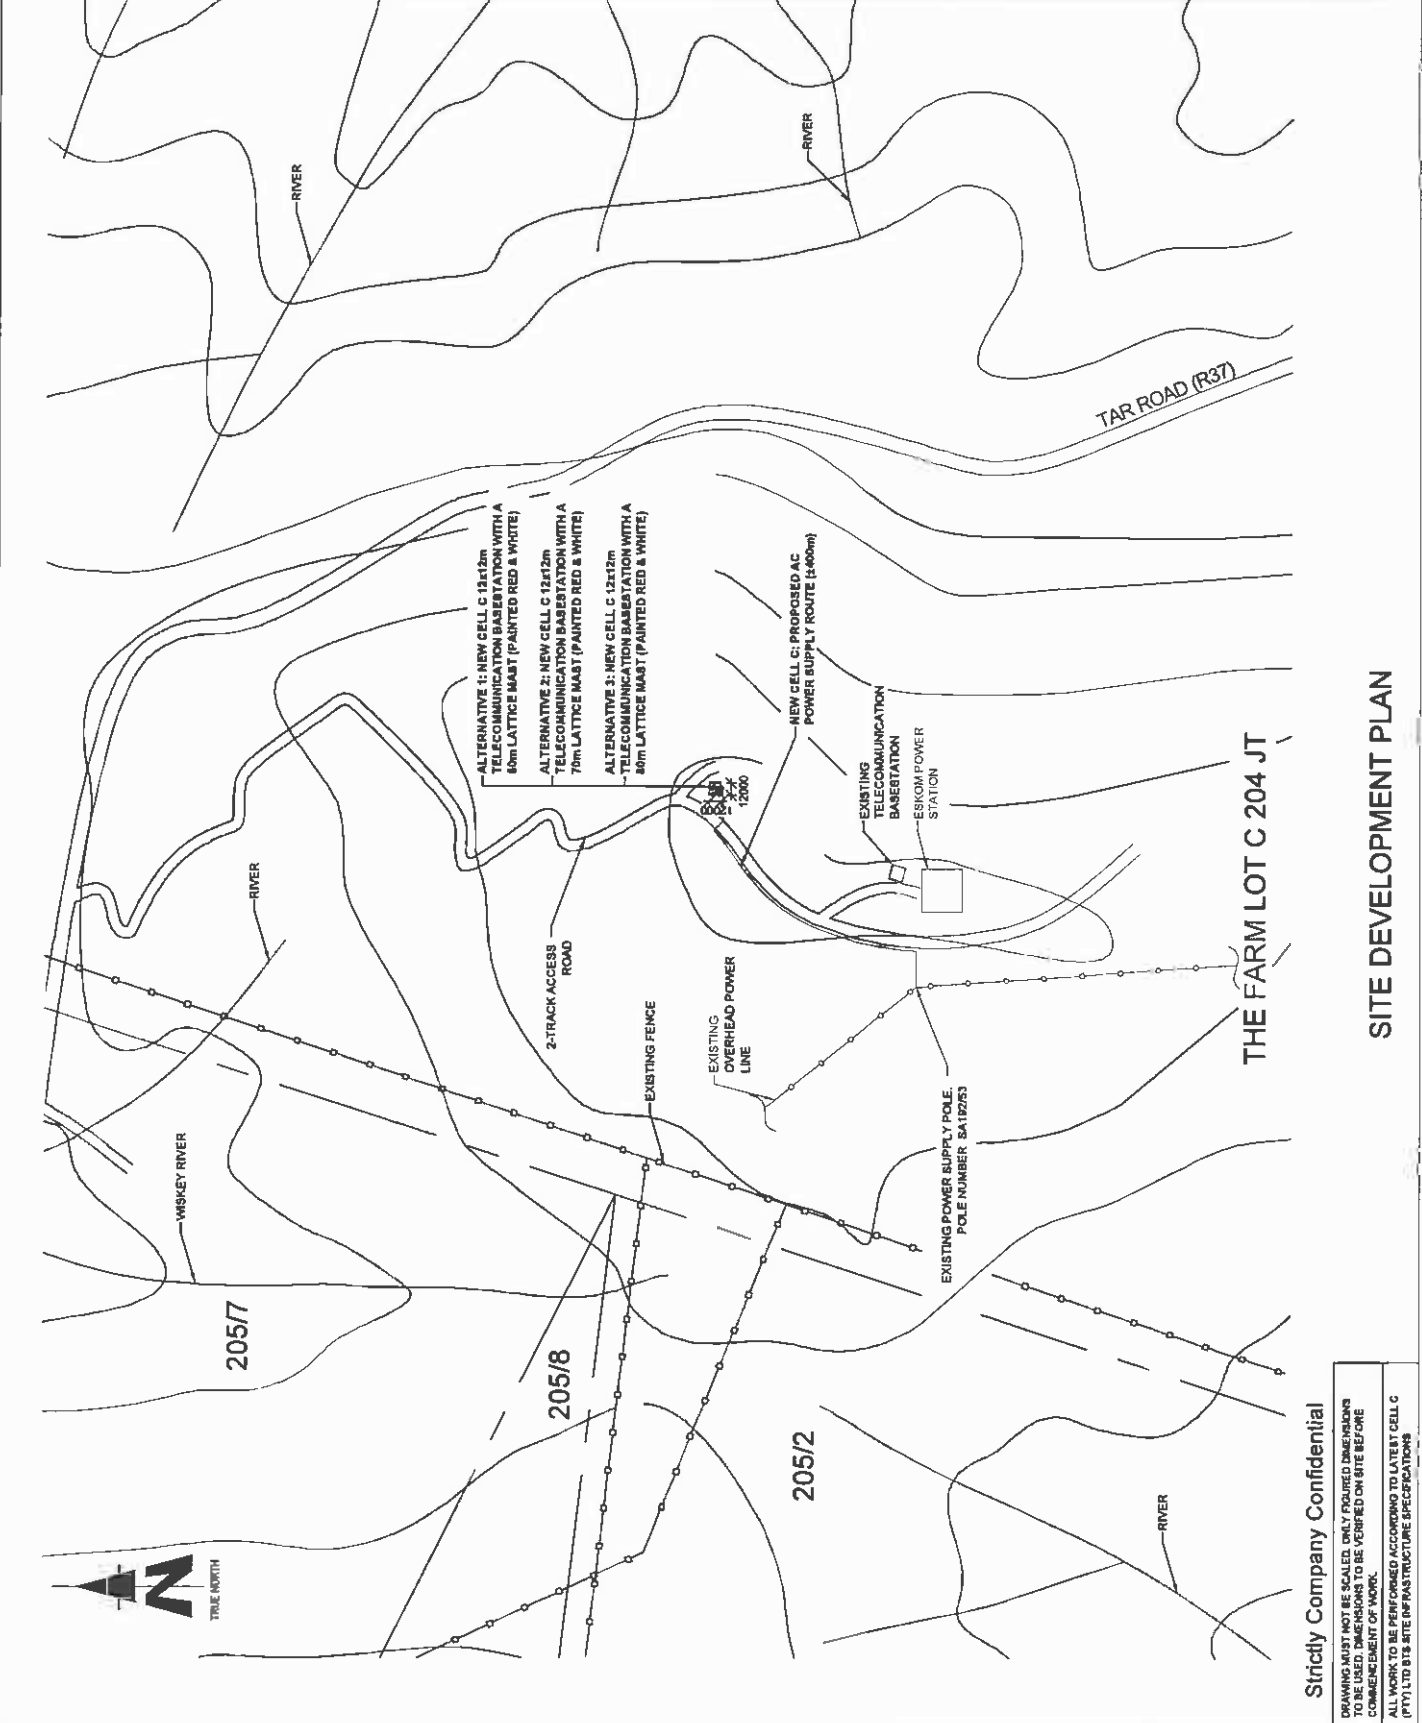 RIVER
RIVER
TAR ROAD (R37)
ALTERNATIVE 1: NEW CELL C 12x12m
TELECOMMUNICATION BASESTATION WITH A
60m LATTICE MAST (PAINTED RED & WHITE)
ALTERNATIVE 2: NEW CELL C 12x12m
TELECOMMUNICATION BASESTATION WITH A
70m LATTICE MAST (PAINTED RED & WHITE)
ALTERNATIVE 3: NEW CELL C 12x12m
TELECOMMUNICATION BASESTATION WITH A
80m LATTICE MAST (PAINTED RED & WHITE)
NEW CELL C: PROPOSED AC
POWER SUPPLY ROUTE (±400m)
12000
EXISTING
TELECOMMUNICATION
BASESTATION
ESKOM POWER
STATION
RIVER
2-TRACK ACCESS
ROAD
EXISTING FENCE
EXISTING
OVERHEAD POWER
LINE
EXISTING POWER SUPPLY POLE.
POLE NUMBER SA192/53
THE FARM LOT C 204 JT
SITE DEVELOPMENT PLAN
WISKEY RIVER
205/7
205/8
205/2
RIVER
N
TRUE NORTH
Strictly Company Confidential
DRAWING MUST NOT BE SCALED. ONLY FIGURED DIMENSIONS
TO BE USED. DIMENSIONS TO BE VERIFIED ON SITE BEFORE
COMMENCEMENT OF WORK.
ALL WORK TO BE PERFORMED ACCORDING TO LATEST CELL C
(PTY) LTD BTS SITE INFRASTRUCTURE SPECIFICATIONS